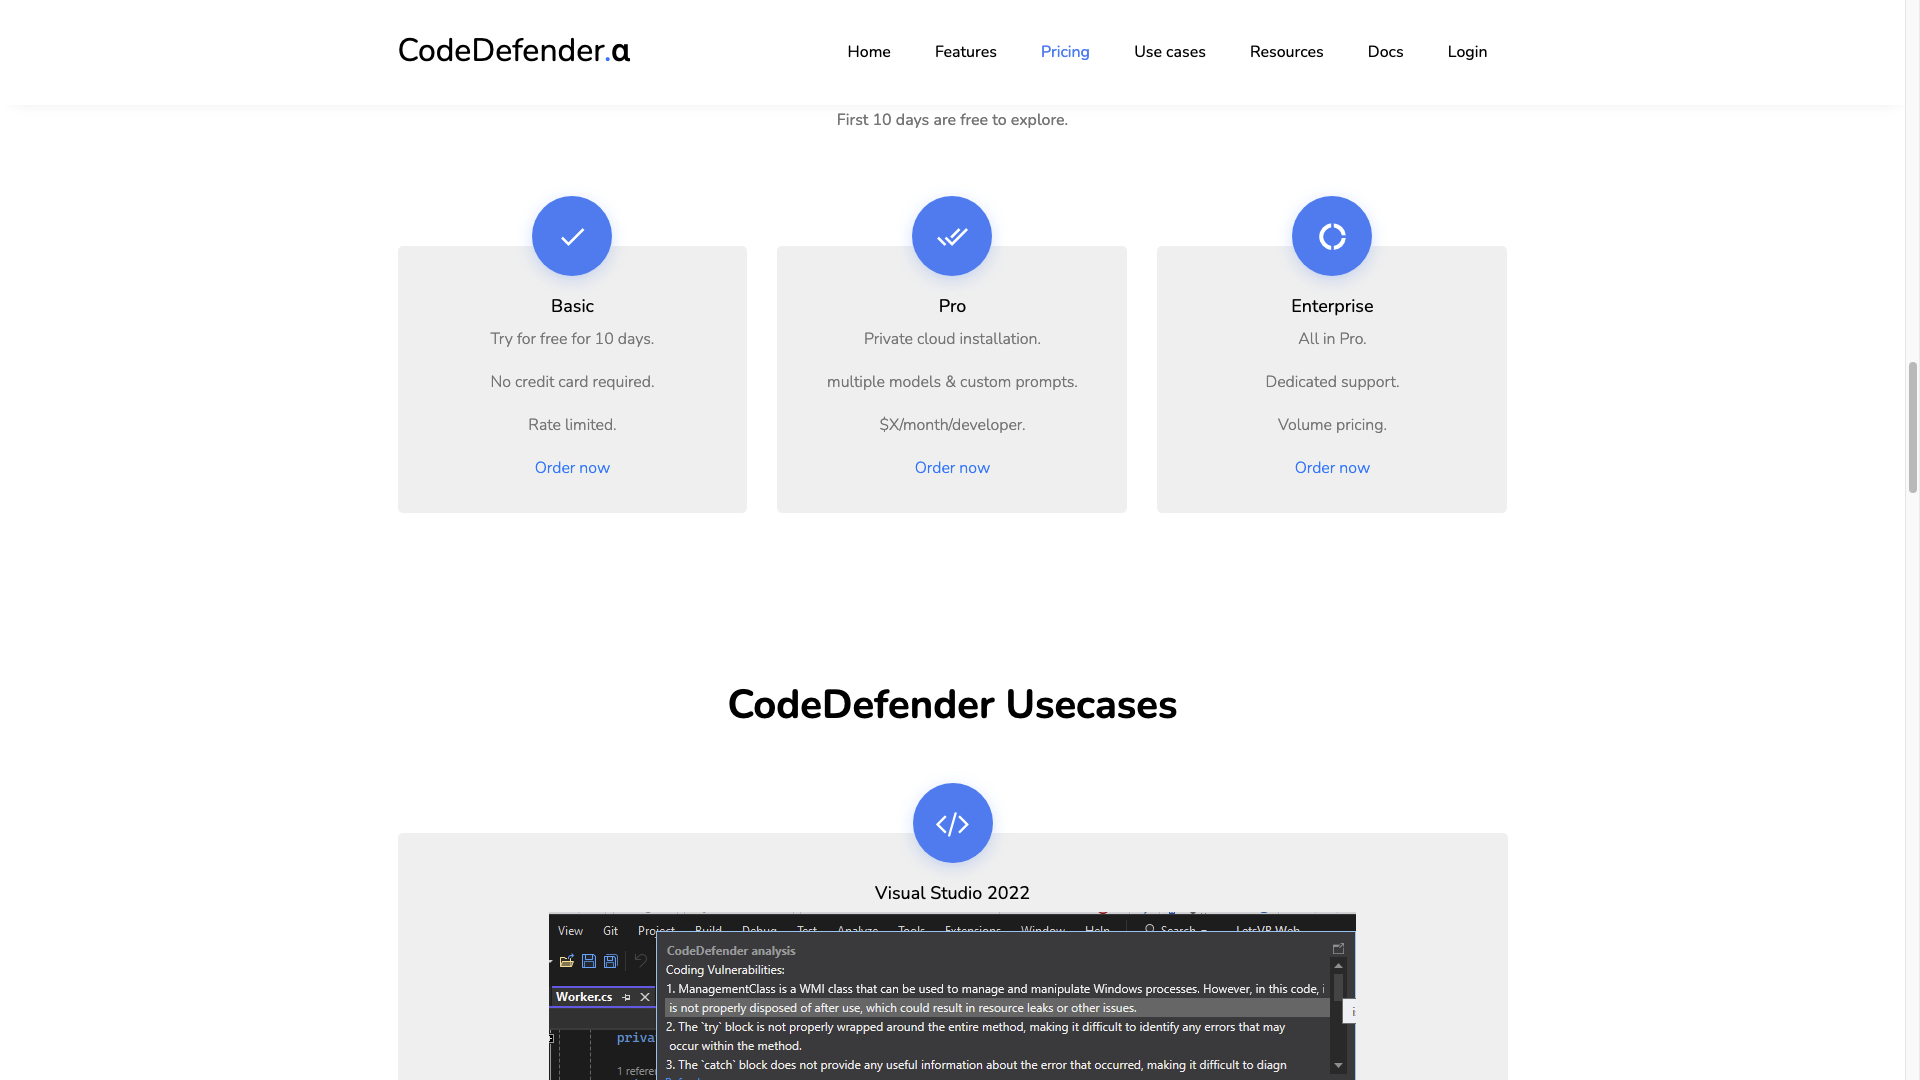 CodeDefender.α
Home Features Pricing Use cases Resources Docs Login
First 10 days are free to explore.
Basic
Try for free for 10 days.
No credit card required.
Rate limited.
Order now
Pro
Private cloud installation.
multiple models & custom prompts.
$X/month/developer.
Order now
Enterprise
All in Pro.
Dedicated support.
Volume pricing.
Order now
CodeDefender Usecases
</>
Visual Studio 2022
View Git Project Build Debug Test Analyze Tools Extensions Window Help Search LetsVR Web
CodeDefender analysis
Coding Vulnerabilities:
1. ManagementClass is a WMI class that can be used to manage and manipulate Windows processes. However, in this code, i
is not properly disposed of after use, which could result in resource leaks or other issues.
Worker.cs
2. The `try` block is not properly wrapped around the entire method, making it difficult to identify any errors that may
occur within the method.
priva
3. The `catch` block does not provide any useful information about the error that occurred, making it difficult to diagn
1 refere